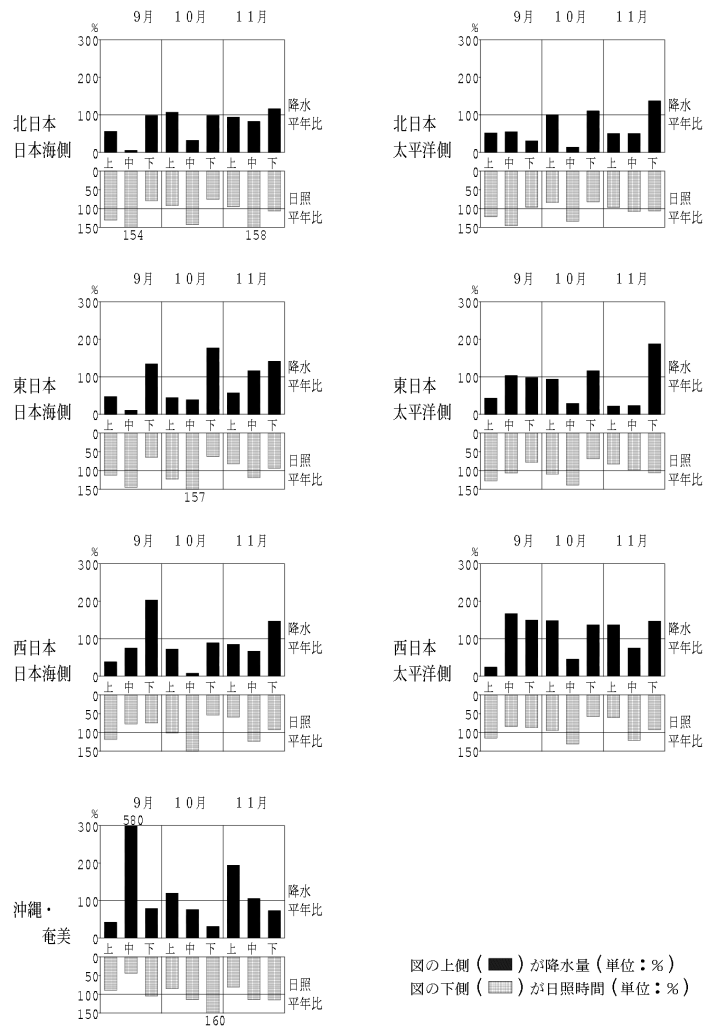 ９月 １０月 １１月
%
300
200
100
0
降水
平年比
北日本
日本海側
上 中 下 上 中 下 上 中 下
0
50
100
150
日照
平年比
154 158
９月 １０月 １１月
%
300
200
100
0
降水
平年比
北日本
太平洋側
上 中 下 上 中 下 上 中 下
0
50
100
150
日照
平年比
９月 １０月 １１月
%
300
200
100
0
降水
平年比
東日本
日本海側
上 中 下 上 中 下 上 中 下
0
50
100
150
日照
平年比
157
９月 １０月 １１月
%
300
200
100
0
降水
平年比
東日本
太平洋側
上 中 下 上 中 下 上 中 下
0
50
100
150
日照
平年比
９月 １０月 １１月
%
300
200
100
0
降水
平年比
西日本
日本海側
上 中 下 上 中 下 上 中 下
0
50
100
150
日照
平年比
９月 １０月 １１月
%
300
200
100
0
降水
平年比
西日本
太平洋側
上 中 下 上 中 下 上 中 下
0
50
100
150
日照
平年比
９月 １０月 １１月
%
580
300
200
100
0
降水
平年比
沖縄・
奄美
上 中 下 上 中 下 上 中 下
0
50
100
150
日照
平年比
160
図の上側（ ）が降水量（単位：％）
図の下側（ ）が日照時間（単位：％）